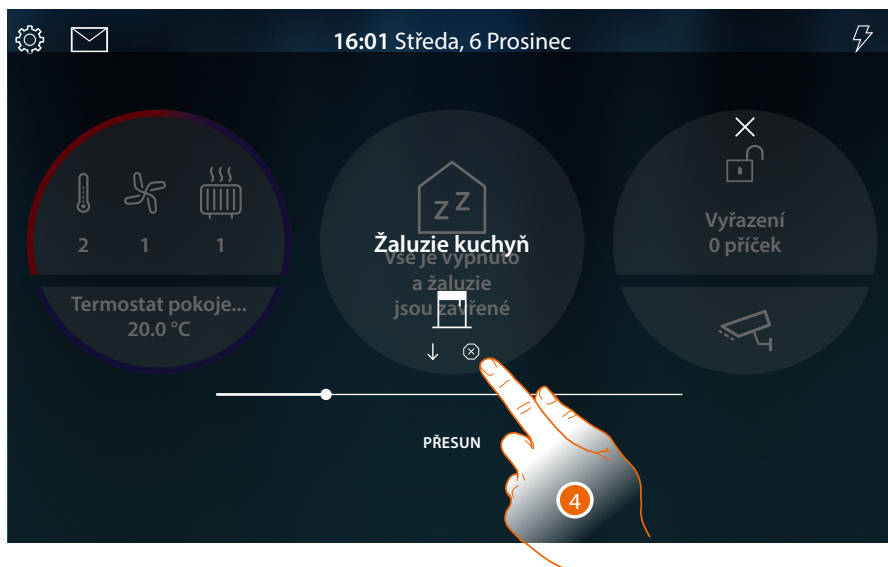 16:01 Středa, 6 Prosinec
2 1 1
Termostat pokoje...
20.0 °C
Žaluzie kuchyň
Vše je vypnuto
a žaluzie
jsou zavřené
Z Z
Vyřazení
0 příček
PŘESUN
4